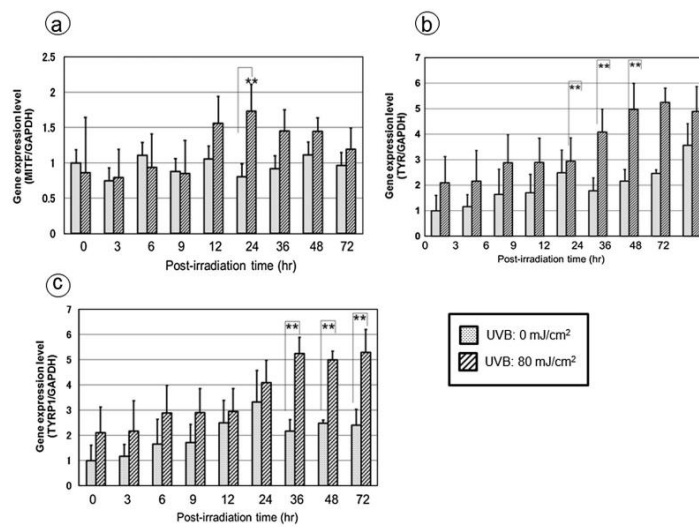 a
Gene expression level
(MITF/GAPDH)
2.5
2
1.5
1
0.5
0
**
0 3 6 9 12 24 36 48 72
Post-irradiation time (hr)
b
Gene expression level
(TYR/GAPDH)
7
6
5
4
3
2
1
0
** ** **
0 3 6 9 12 24 36 48 72
Post-irradiation time (hr)
c
Gene expression level
(TYRP1/GAPDH)
7
6
5
4
3
2
1
0
** ** **
0 3 6 9 12 24 36 48 72
Post-irradiation time (hr)
UVB: 0 mJ/cm²
UVB: 80 mJ/cm²